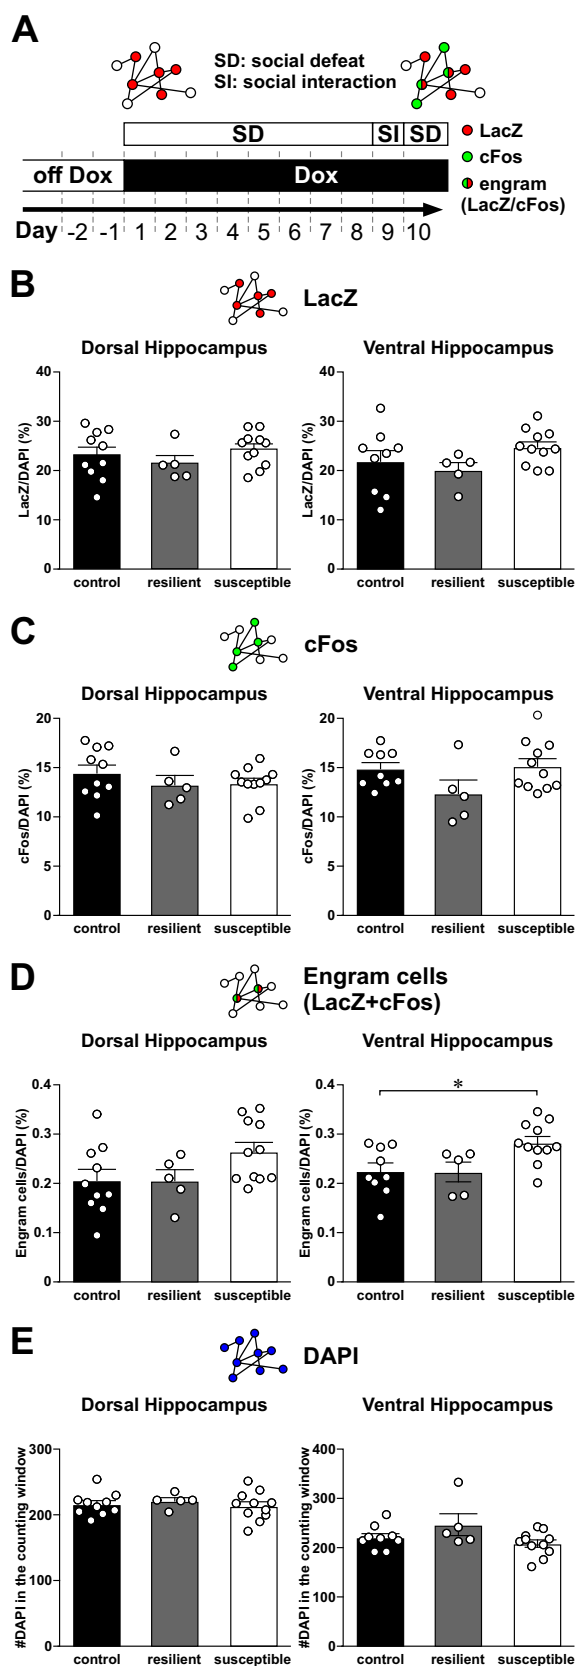 A
SD: social defeat
SI: social interaction
SD SI SD
LacZ
cFos
engram
(LacZ/cFos)
off Dox Dox
Day -2 -1 1 2 3 4 5 6 7 8 9 10
B LacZ
Dorsal Hippocampus Ventral Hippocampus
LacZ/DAPI (%) LacZ/DAPI (%)
40 40
30 30
20 20
10 10
0 0
control resilient susceptible control resilient susceptible
C cFos
Dorsal Hippocampus Ventral Hippocampus
cFos/DAPI (%) cFos/DAPI (%)
20 20
15 15
10 10
5 5
0 0
control resilient susceptible control resilient susceptible
D Engram cells
(LacZ+cFos)
Dorsal Hippocampus Ventral Hippocampus
Engram cells/DAPI (%) Engram cells/DAPI (%)
0.4 0.4
*
0.3 0.3
0.2 0.2
0.1 0.1
0 0
control resilient susceptible control resilient susceptible
E DAPI
Dorsal Hippocampus Ventral Hippocampus
#DAPI in the counting window #DAPI in the counting window
300 400
300
200
200
100
100
0 0
control resilient susceptible control resilient susceptible